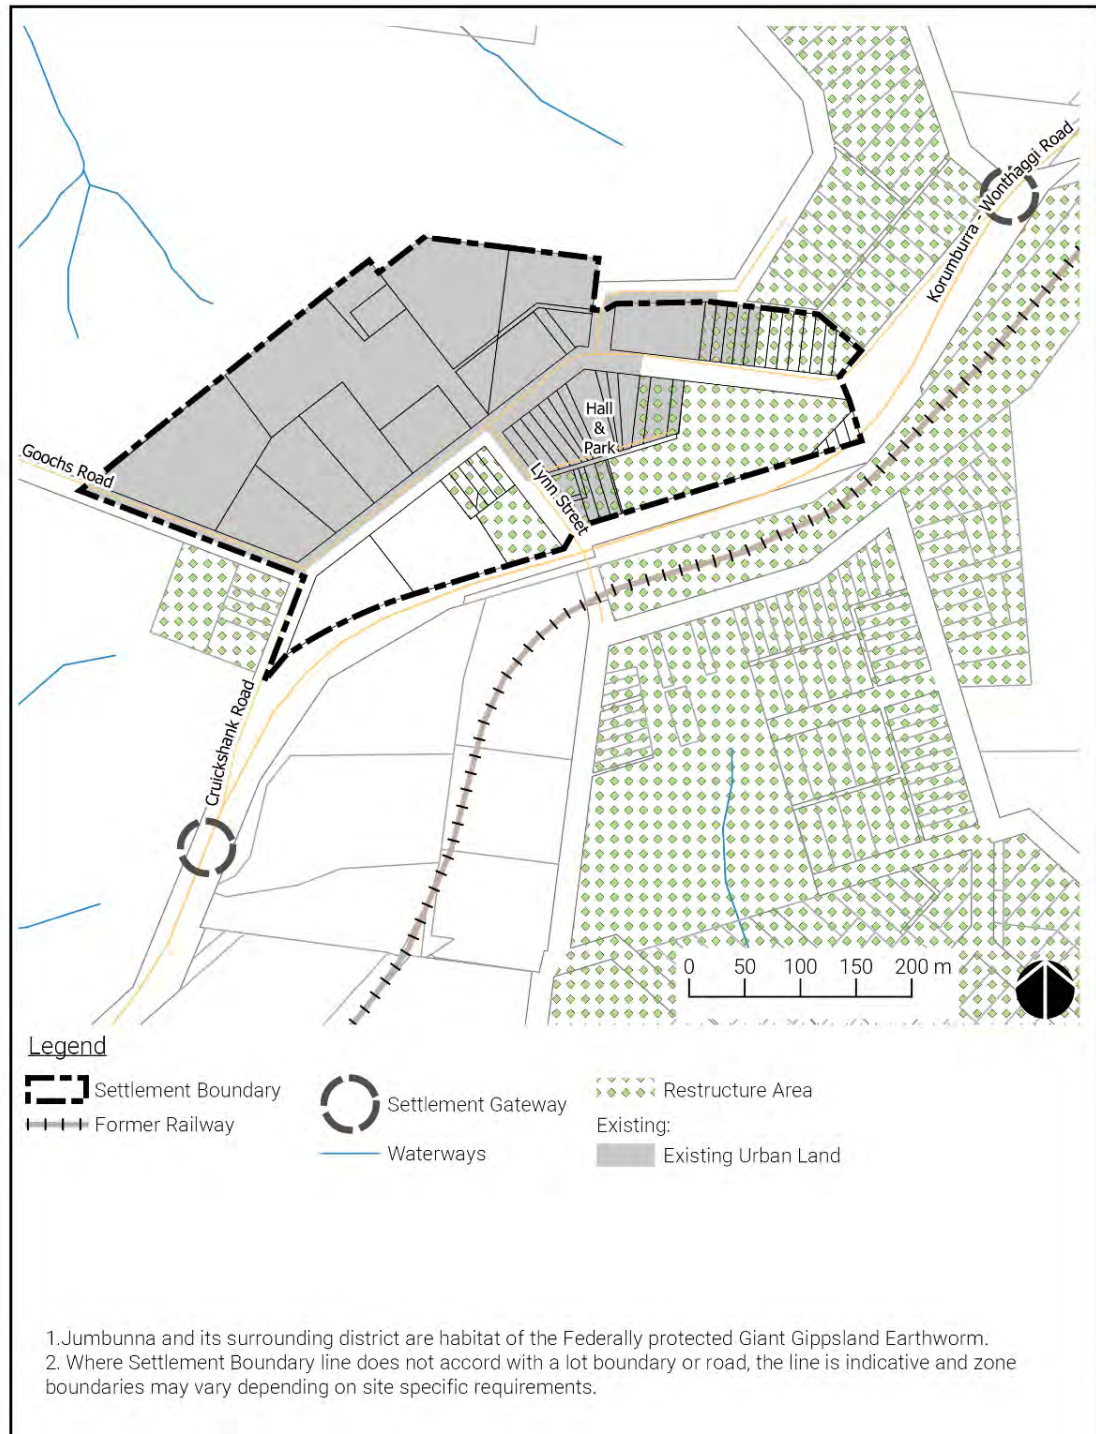 Korumburra - Wonthaggi Road
Goochs Road
Hall
&
Park
Lynn Street
Cruickshank Road
0 50 100 150 200 m
Legend
Settlement Boundary
Former Railway
Settlement Gateway
Waterways
Restructure Area
Existing:
Existing Urban Land
1.Jumbunna and its surrounding district are habitat of the Federally protected Giant Gippsland Earthworm.
2. Where Settlement Boundary line does not accord with a lot boundary or road, the line is indicative and zone
boundaries may vary depending on site specific requirements.